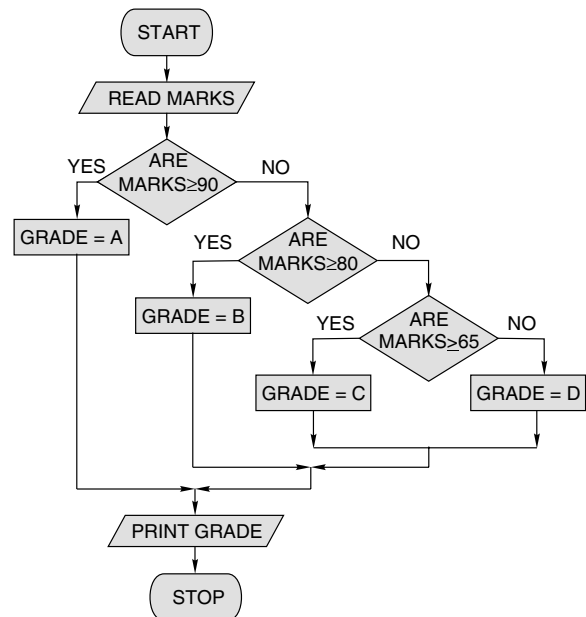 START
READ MARKS
ARE
MARKS≥90
YES
NO
GRADE = A
ARE
MARKS≥80
YES
NO
GRADE = B
ARE
MARKS≥65
YES
NO
GRADE = C
GRADE = D
PRINT GRADE
STOP